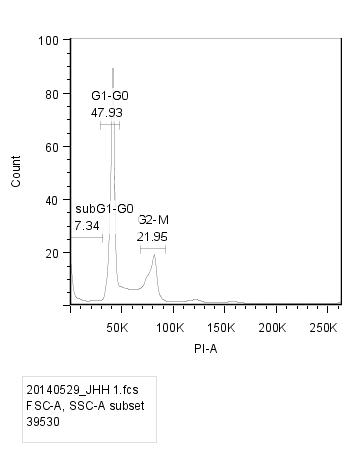 100
G1-G0
47.93
80
60
40
subG1-G0
7.34
G2-M
21.95
20
Count
50K 100K 150K 200K 250K
PI-A
20140529_JHH 1.fcs
FSC-A, SSC-A subset
39530